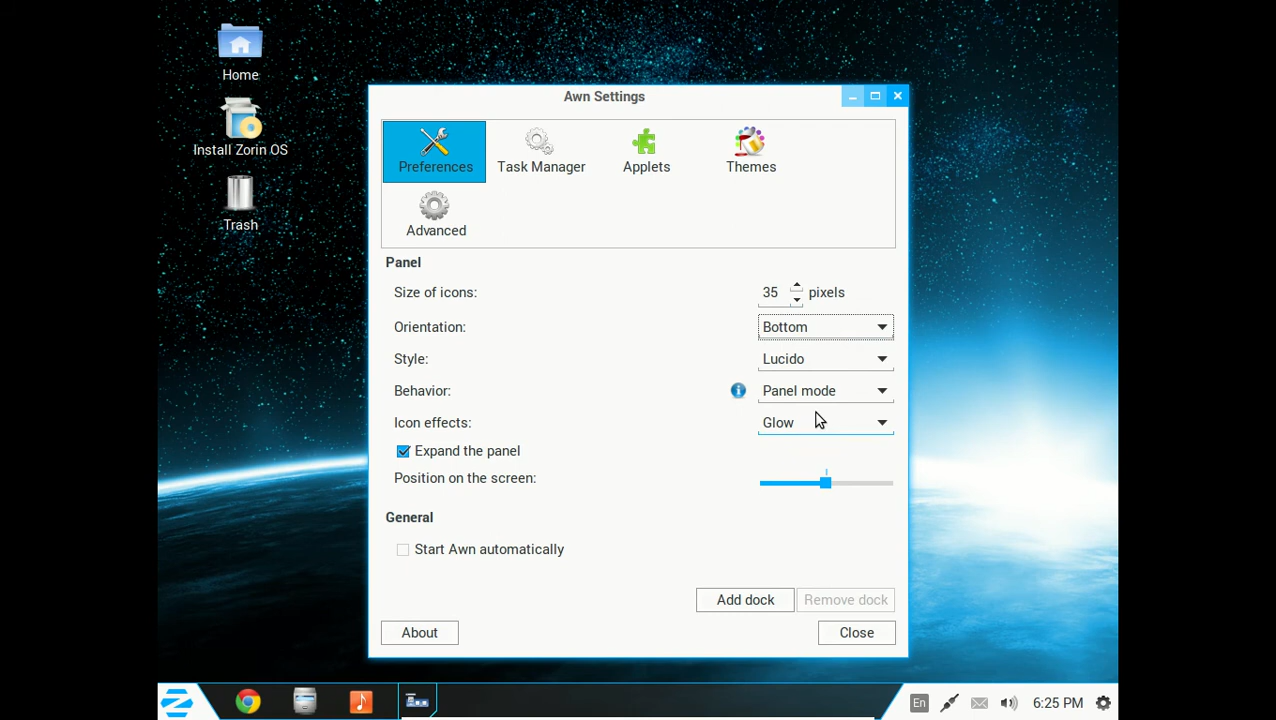 Home
Install Zorin OS
Trash
Awn Settings
Preferences
Task Manager
Applets
Themes
Advanced
Panel
Size of icons: 35 pixels
Orientation: Bottom
Style: Lucido
Behavior: Panel mode
Icon effects: Glow
Expand the panel
Position on the screen:
General
Start Awn automatically
Add dock Remove dock
About Close
En 6:25 PM